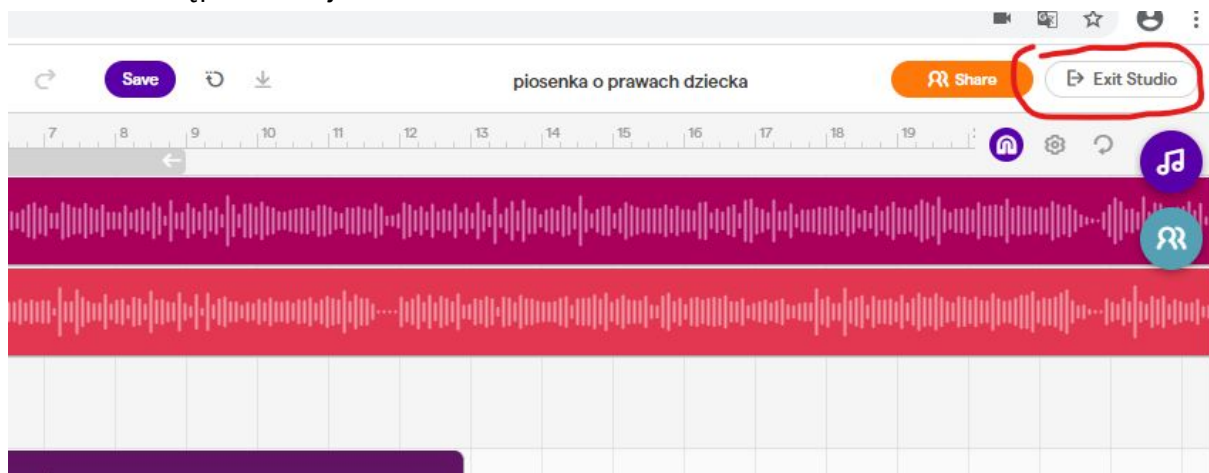 Save
piosenka o prawach dziecka
Share
Exit Studio
7 8 9 10 11 12 13 14 15 16 17 18 19